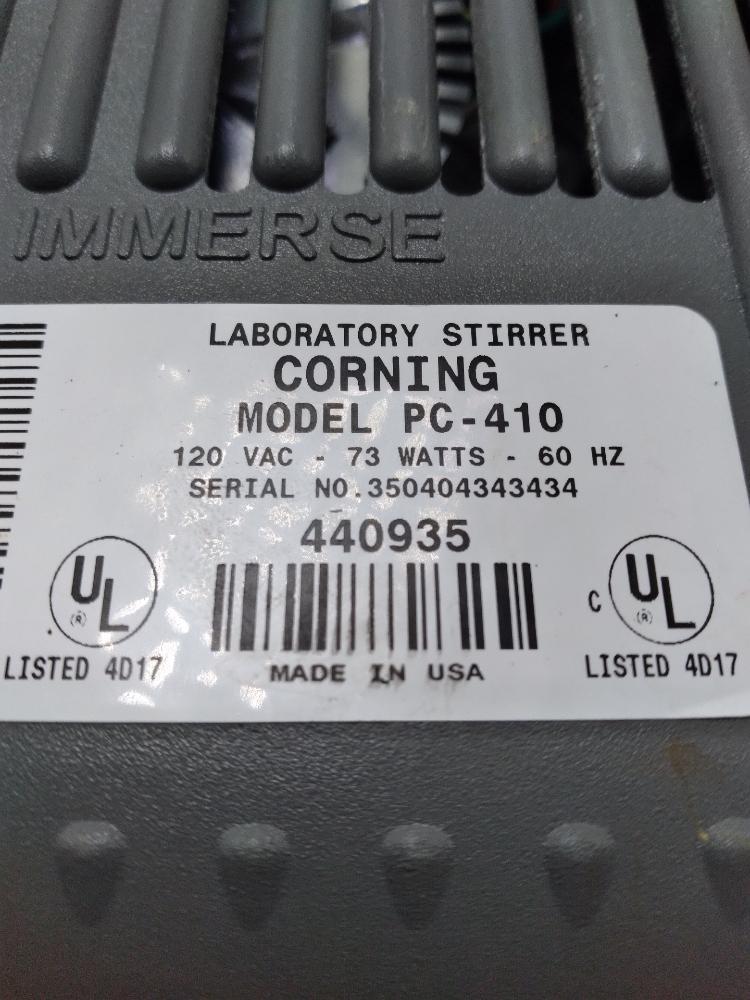 IMMERSE
LABORATORY STIRRER
CORNING
MODEL PC-410
120 VAC - 73 WATTS - 60 HZ
SERIAL NO.350404343434
440935
UL
(R)
LISTED 4D17
MADE IN USA
C UL
(R)
LISTED 4D17